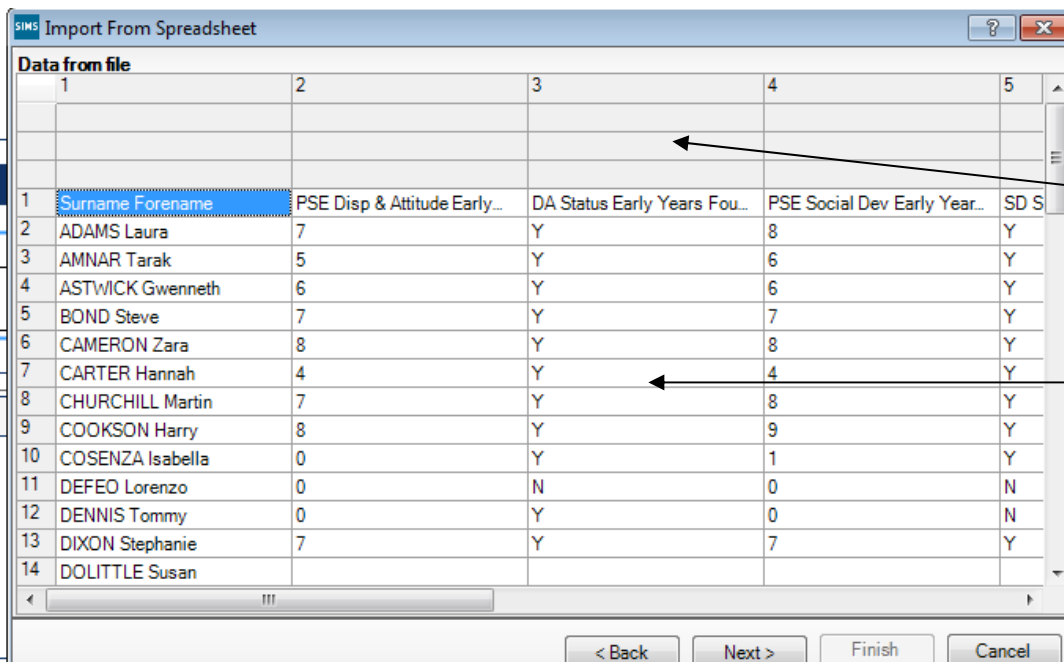 SIMS Import From Spreadsheet ?
Data from file
1 2 3 4 5
1 Surname Forename PSE Disp & Attitude Early... DA Status Early Years Fou... PSE Social Dev Early Year... SD S
2 ADAMS Laura 7 Y 8 Y
3 AMNAR Tarak 5 Y 6 Y
4 ASTWICK Gwenneth 6 Y 6 Y
5 BOND Steve 7 Y 7 Y
6 CAMERON Zara 8 Y 8 Y
7 CARTER Hannah 4 Y 4 Y
8 CHURCHILL Martin 7 Y 8 Y
9 COOKSON Harry 8 Y 9 Y
10 COSENZA Isabella 0 Y 1 Y
11 DEFEO Lorenzo 0 N 0 N
12 DENNIS Tommy 0 Y 0 N
13 DIXON Stephanie 7 Y 7 Y
14 DOLITTLE Susan
< Back Next > Finish Cancel